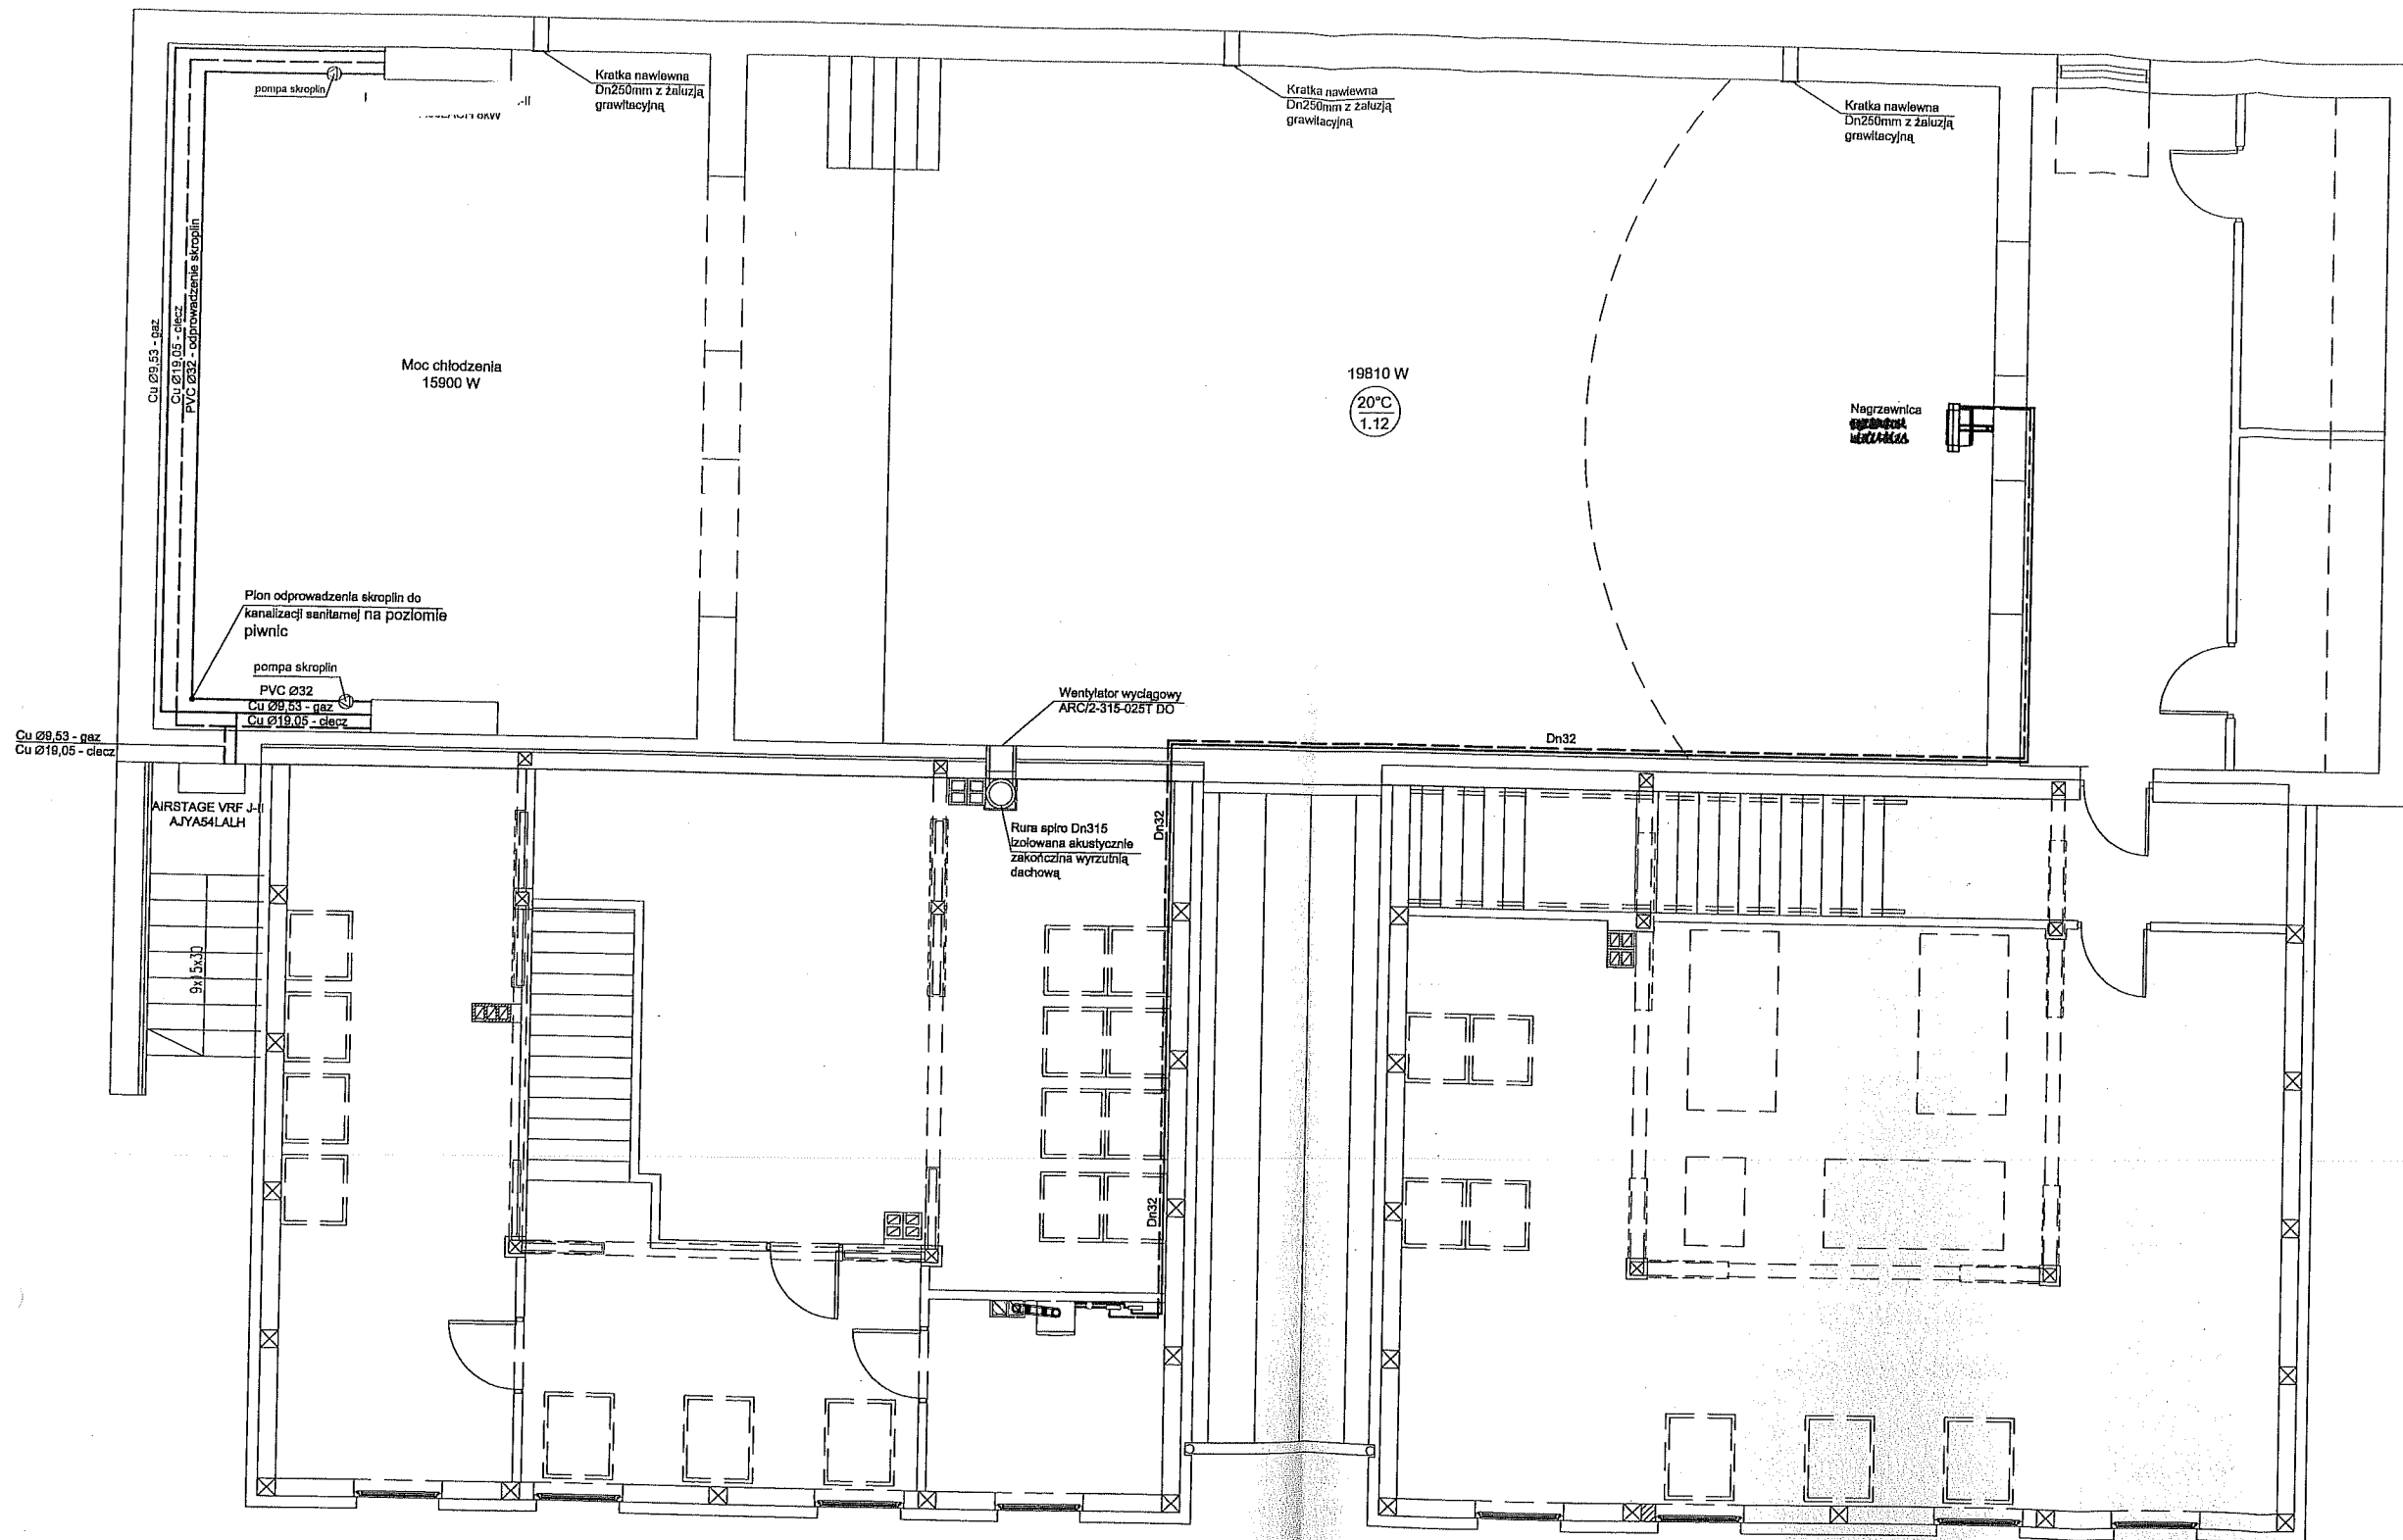 pompa skroplin
Kratka nawiewna
Dn250mm z żaluzją
grawitacyjną
Kratka nawiewna
Dn250mm z żaluzją
grawitacyjną
Kratka nawiewna
Dn250mm z żaluzją
grawitacyjną
-II
8kW
Cu Ø9,53 - gaz
Cu Ø19,05 - ciecz
PVC Ø32 - odprowadzenie skroplin
Moc chłodzenia
15900 W
19810 W
20°C
1.12
Nagrzewnica
Pion odprowadzenia skroplin do
kanalizacji sanitarnej na poziomie
piwnic
pompa skroplin
PVC Ø32
Cu Ø9,53 - gaz
Cu Ø19,05 - ciecz
Cu Ø9,53 - gaz
Cu Ø19,05 - ciecz
Wentylator wyciągowy
ARC/2-315-025T DO
Dn32
AIRSTAGE VRF J-II
AJYA54LALH
Rura spiro Dn315
izolowana akustycznie
zakończina wyrzutnią
dachową
Dn32
9x15x30
Dn32